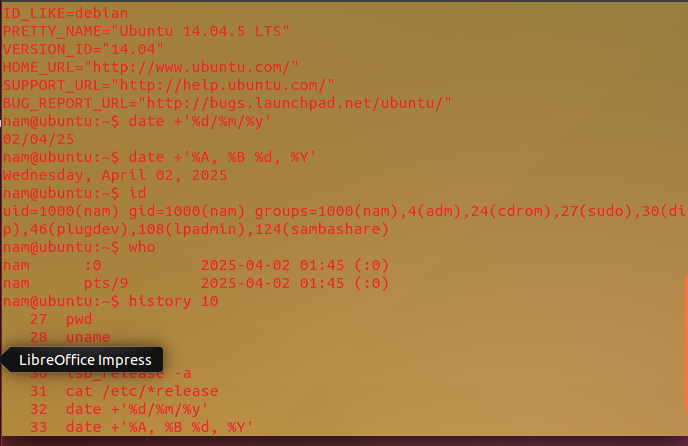 ID_LIKE=debian
PRETTY_NAME="Ubuntu 14.04.5 LTS"
VERSION_ID="14.04"
HOME_URL="http://www.ubuntu.com/"
SUPPORT_URL="http://help.ubuntu.com/"
BUG_REPORT_URL="http://bugs.launchpad.net/ubuntu/"
nam@ubuntu:~$ date +'%d/%m/%y'
02/04/25
nam@ubuntu:~$ date +'%A, %B %d, %Y'
Wednesday, April 02, 2025
nam@ubuntu:~$ id
uid=1000(nam) gid=1000(nam) groups=1000(nam),4(adm),24(cdrom),27(sudo),30(di
p),46(plugdev),108(lpadmin),124(sambashare)
nam@ubuntu:~$ who
nam      :0           2025-04-02 01:45 (:0)
nam      pts/9        2025-04-02 01:45 (:0)
nam@ubuntu:~$ history 10
   27  pwd
   28  uname
LibreOffice Impress
   30  lsb_release -a
   31  cat /etc/*release
   32  date +'%d/%m/%y'
   33  date +'%A, %B %d, %Y'